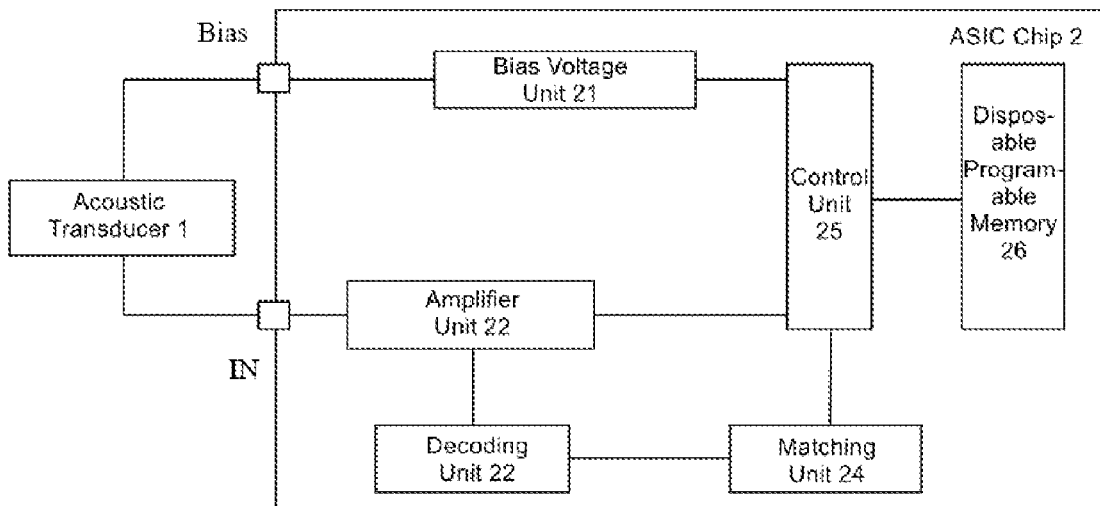 Bias
ASIC Chip 2
Bias Voltage
Unit 21
Dispos-
able
Program-
able
Memory
26
Control
Unit
25
Acoustic
Transducer 1
Amplifier
Unit 22
IN
Decoding
Unit 22
Matching
Unit 24